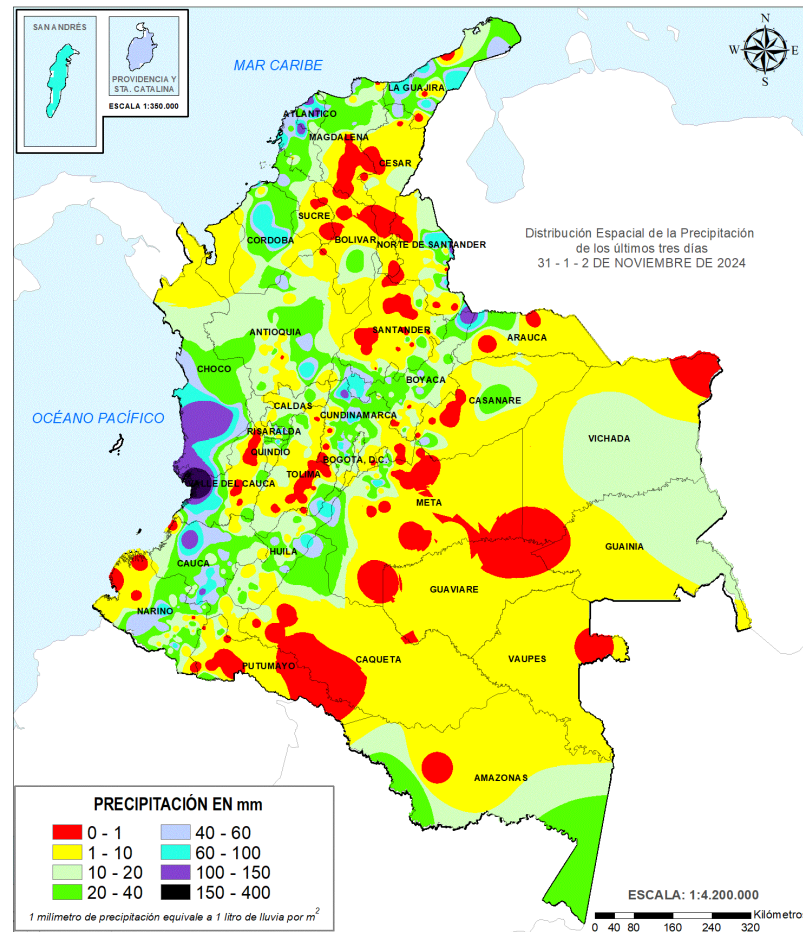 SAN ANDRÉS
PROVIDENCIA Y
STA. CATALINA
ESCALA 1:350.000
MAR CARIBE
N
W
E
S
LA GUAJIRA
ATLANTICO
MAGDALENA
CESAR
SUCRE
CORDOBA
BOLIVAR
NORTE DE SANTANDER
Distribución Espacial de la Precipitación
de los últimos tres días
31 - 1 - 2 DE NOVIEMBRE DE 2024
ANTIOQUIA
SANTANDER
ARAUCA
CHOCO
BOYACA
CASANARE
OCÉANO PACÍFICO
CALDAS
CUNDINAMARCA
RISARALDA
VICHADA
QUINDIO
BOGOTA, D.C.
TOLIMA
VALLE DEL CAUCA
META
GUAINIA
HUILA
CAUCA
GUAVIARE
NARIÑO
PUTUMAYO
CAQUETA
VAUPES
AMAZONAS
PRECIPITACIÓN EN mm
0 - 1
40 - 60
1 - 10
60 - 100
10 - 20
100 - 150
20 - 40
150 - 400
1 milímetro de precipitación equivale a 1 litro de lluvia por m2
ESCALA: 1:4.200.000
Kilómetros
0 40 80 160 240 320